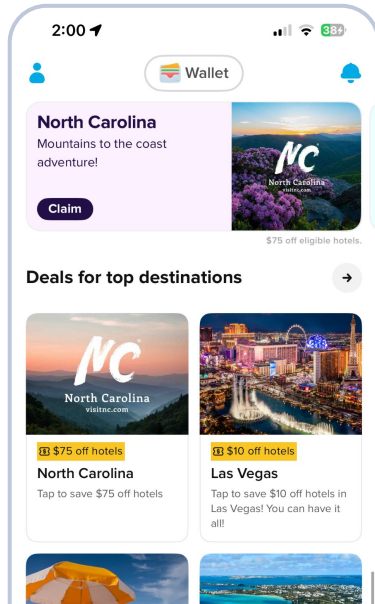 2:00
38
Wallet
North Carolina
Mountains to the coast
adventure!
NC
North Carolina
visitnc.com
Claim
$75 off eligible hotels.
Deals for top destinations
NC
North Carolina
visitnc.com
$75 off hotels
$10 off hotels
North Carolina
Las Vegas
Tap to save $75 off hotels
Tap to save $10 off hotels in
Las Vegas! You can have it
all!